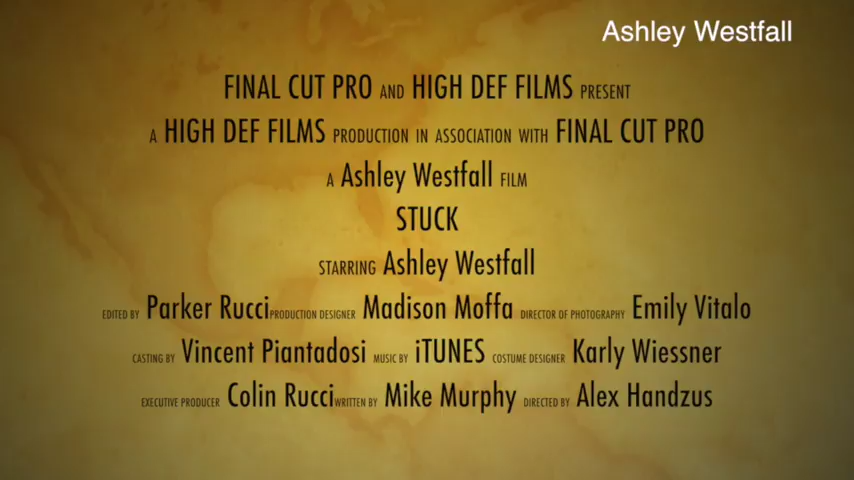 Ashley Westfall
FINAL CUT PRO AND HIGH DEF FILMS PRESENT
A HIGH DEF FILMS PRODUCTION IN ASSOCIATION WITH FINAL CUT PRO
A Ashley Westfall FILM
STUCK
STARRING Ashley Westfall
EDITED BY Parker Rucci PRODUCTION DESIGNER Madison Moffa DIRECTOR OF PHOTOGRAPHY Emily Vitalo
CASTING BY Vincent Piantadosi MUSIC BY iTUNES COSTUME DESIGNER Karly Wiessner
EXECUTIVE PRODUCER Colin Rucci WRITTEN BY Mike Murphy DIRECTED BY Alex Handzus